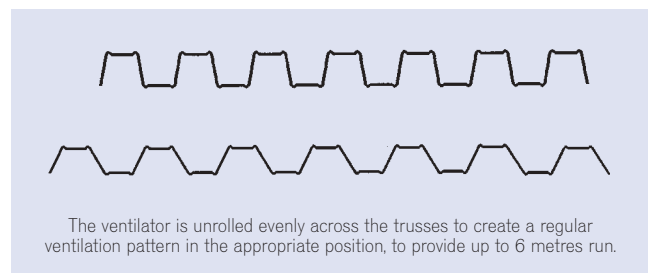 The ventilator is unrolled evenly across the trusses to create a regular
ventilation pattern in the appropriate position, to provide up to 6 metres run.